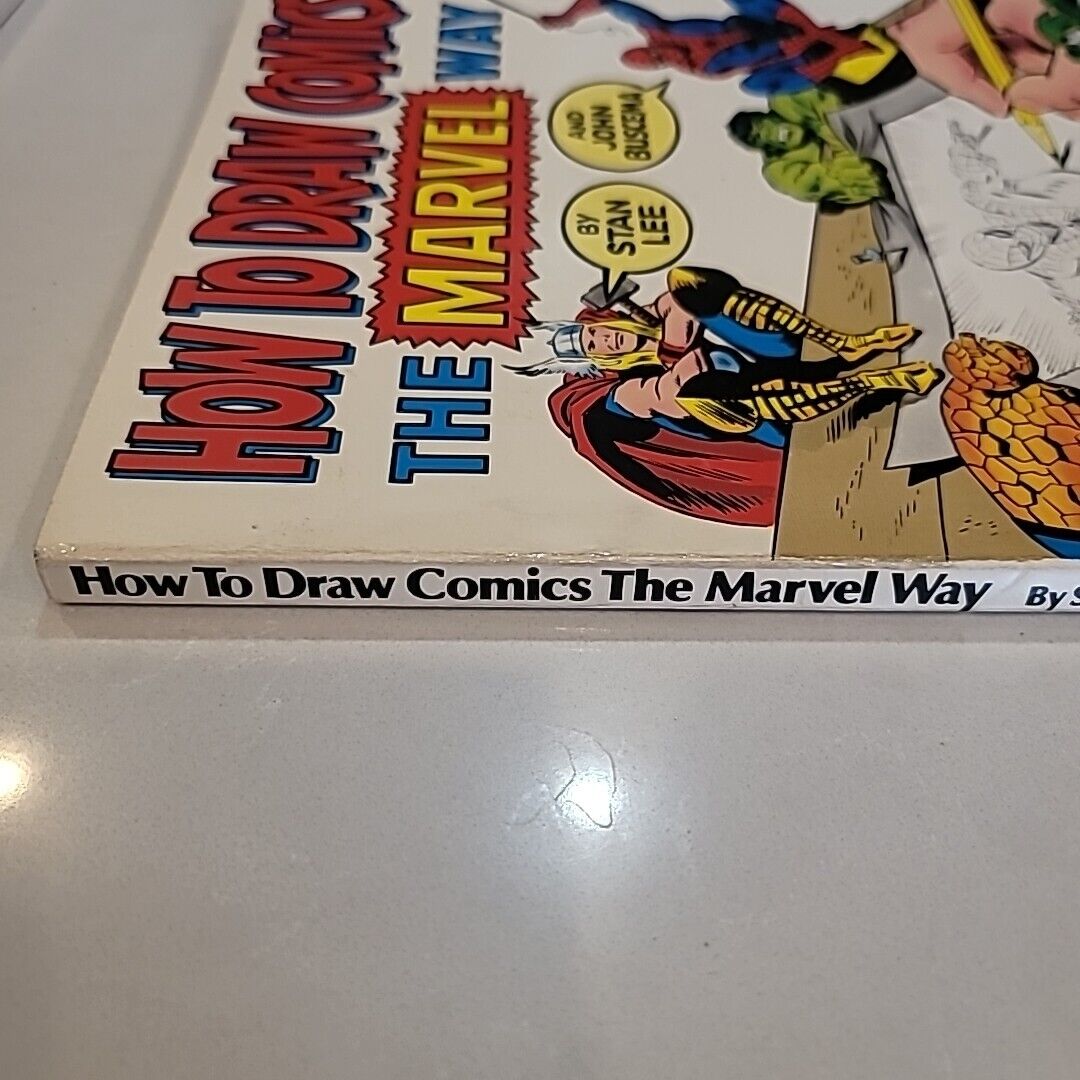 HOW TO DRAW COMICS
THE MARVEL WAY
BY
STAN
LEE
AND
JOHN
BUSCEMA
How To Draw Comics The Marvel Way By S